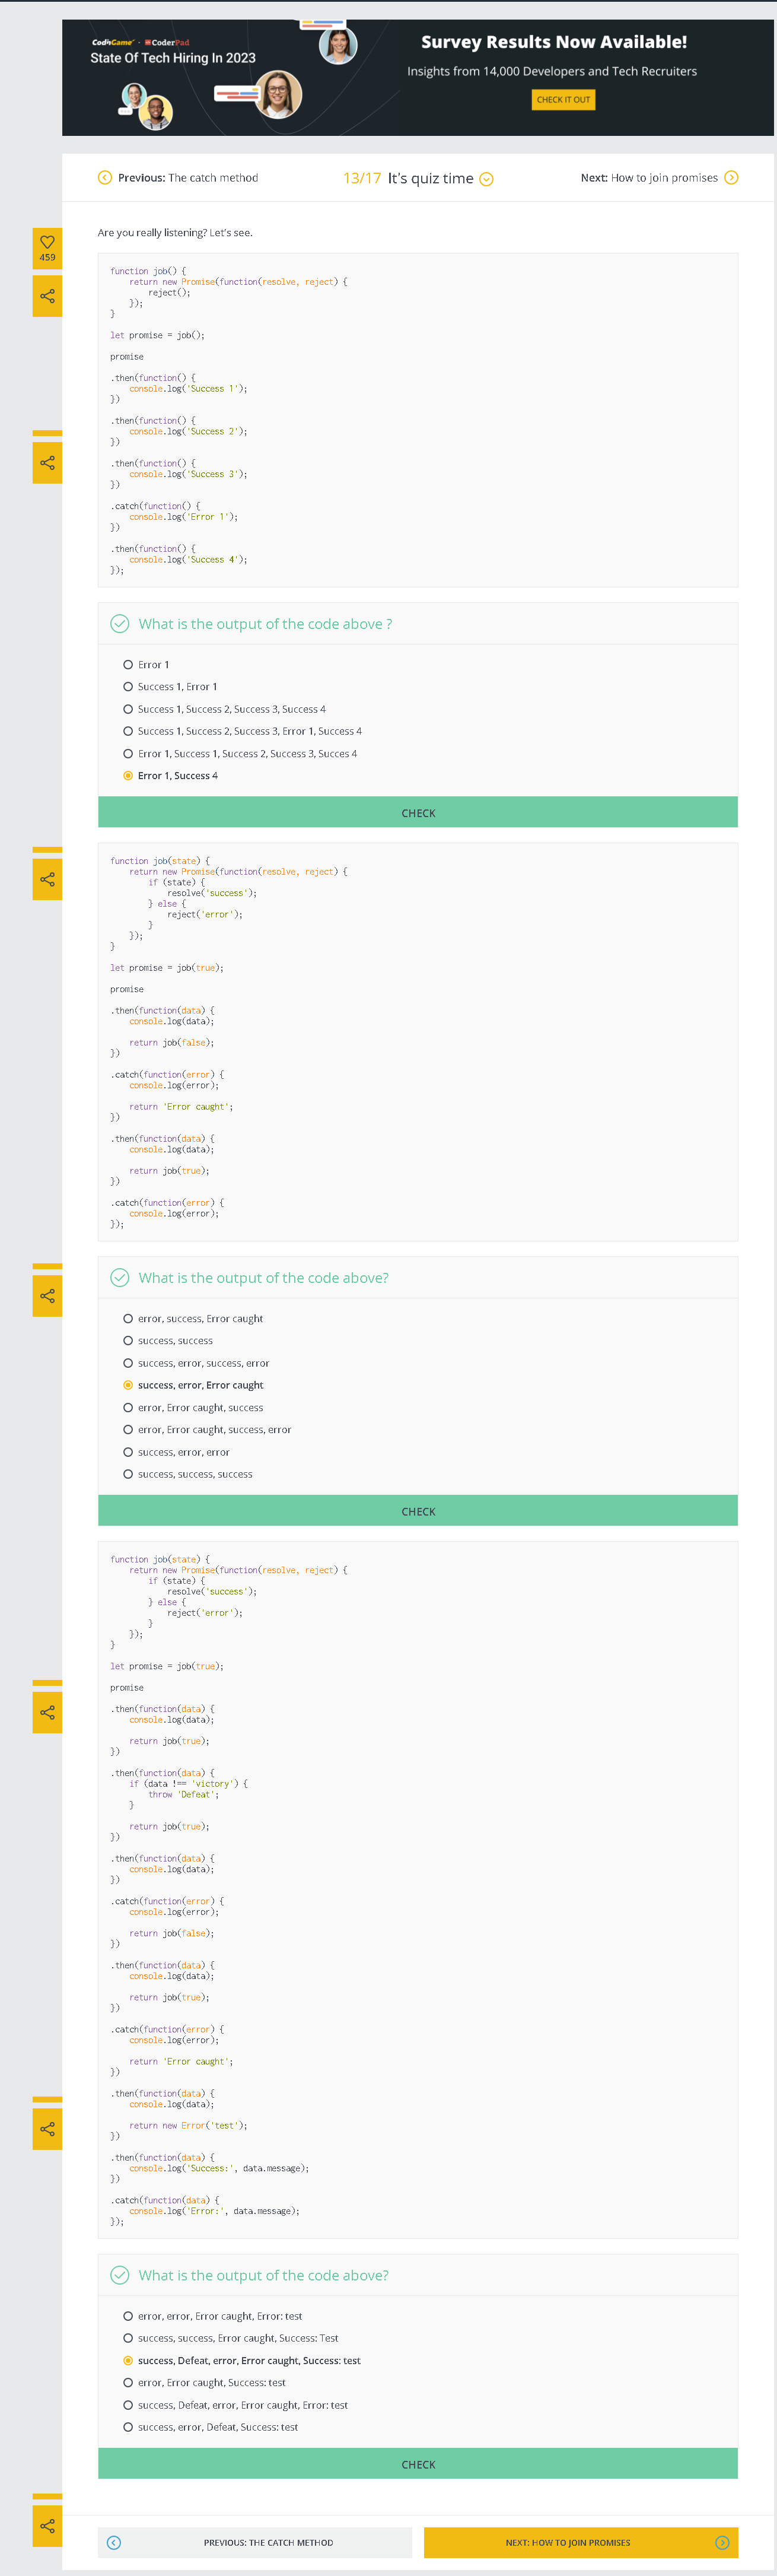 CodinGame · CoderPad
State Of Tech Hiring In 2023
Survey Results Now Available!
Insights from 14,000 Developers and Tech Recruiters
CHECK IT OUT
Previous: The catch method
13/17 It's quiz time
Next: How to join promises
459
Are you really listening? Let's see.
function job() {
    return new Promise(function(resolve, reject) {
        reject();
    });
}
let promise = job();
promise
.then(function() {
    console.log('Success 1');
})
.then(function() {
    console.log('Success 2');
})
.then(function() {
    console.log('Success 3');
})
.catch(function() {
    console.log('Error 1');
})
.then(function() {
    console.log('Success 4');
});
What is the output of the code above ?
Error 1
Success 1, Error 1
Success 1, Success 2, Success 3, Success 4
Success 1, Success 2, Success 3, Error 1, Success 4
Error 1, Success 1, Success 2, Success 3, Succes 4
Error 1, Success 4
CHECK
function job(state) {
    return new Promise(function(resolve, reject) {
        if (state) {
            resolve('success');
        } else {
            reject('error');
        }
    });
}
let promise = job(true);
promise
.then(function(data) {
    console.log(data);
    return job(false);
})
.catch(function(error) {
    console.log(error);
    return 'Error caught';
})
.then(function(data) {
    console.log(data);
    return job(true);
})
.catch(function(error) {
    console.log(error);
});
What is the output of the code above?
error, success, Error caught
success, success
success, error, success, error
success, error, Error caught
error, Error caught, success
error, Error caught, success, error
success, error, error
success, success, success
CHECK
function job(state) {
    return new Promise(function(resolve, reject) {
        if (state) {
            resolve('success');
        } else {
            reject('error');
        }
    });
}
let promise = job(true);
promise
.then(function(data) {
    console.log(data);
    return job(true);
})
.then(function(data) {
    if (data !== 'victory') {
        throw 'Defeat';
    }
    return job(true);
})
.then(function(data) {
    console.log(data);
})
.catch(function(error) {
    console.log(error);
    return job(false);
})
.then(function(data) {
    console.log(data);
    return job(true);
})
.catch(function(error) {
    console.log(error);
    return 'Error caught';
})
.then(function(data) {
    console.log(data);
    return new Error('test');
})
.then(function(data) {
    console.log('Success:', data.message);
})
.catch(function(data) {
    console.log('Error:', data.message);
});
What is the output of the code above?
error, error, Error caught, Error: test
success, success, Error caught, Success: Test
success, Defeat, error, Error caught, Success: test
error, Error caught, Success: test
success, Defeat, error, Error caught, Error: test
success, error, Defeat, Success: test
CHECK
PREVIOUS: THE CATCH METHOD
NEXT: HOW TO JOIN PROMISES